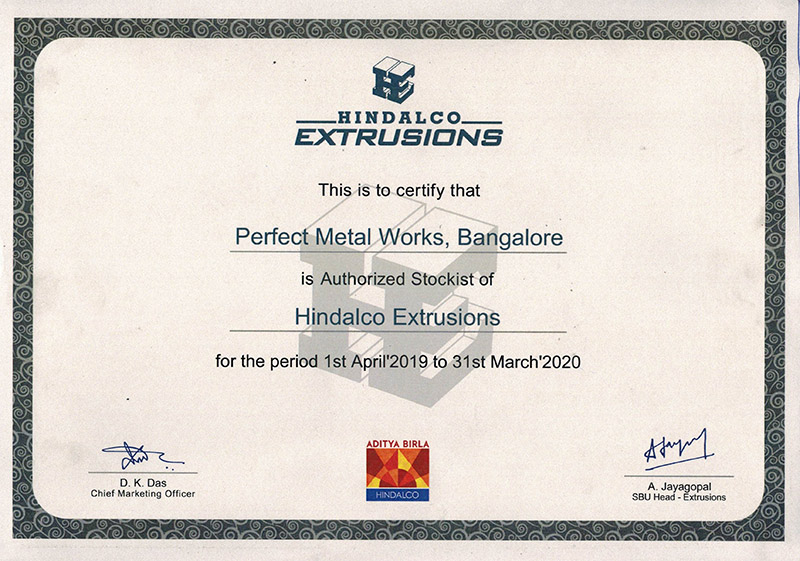 HINDALCO
EXTRUSIONS
This is to certify that
Perfect Metal Works, Bangalore
is Authorized Stockist of
Hindalco Extrusions
for the period 1st April'2019 to 31st March'2020
D. K. Das
Chief Marketing Officer
ADITYA BIRLA
HINDALCO
A. Jayagopal
SBU Head - Extrusions